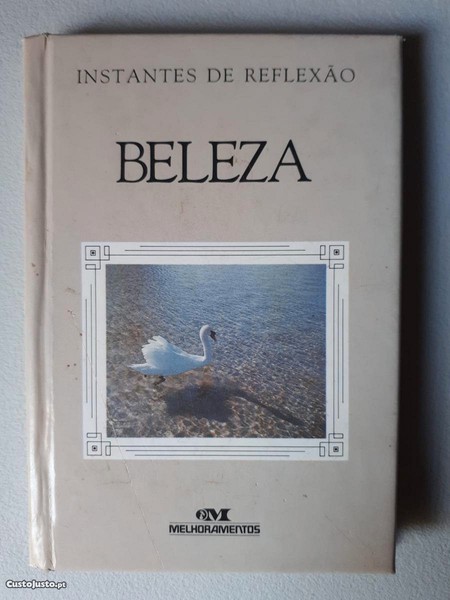 INSTANTES DE REFLEXÃO
BELEZA
MELHORAMENTOS
CustoJusto.pt